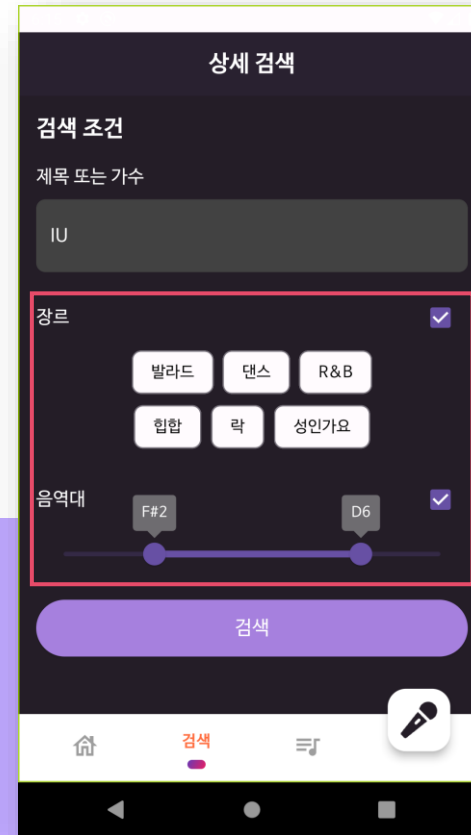 상세 검색
검색 조건
제목 또는 가수
IU
장르
발라드 댄스 R&B
힙합 락 성인가요
음역대
F#2 D6
검색
검색